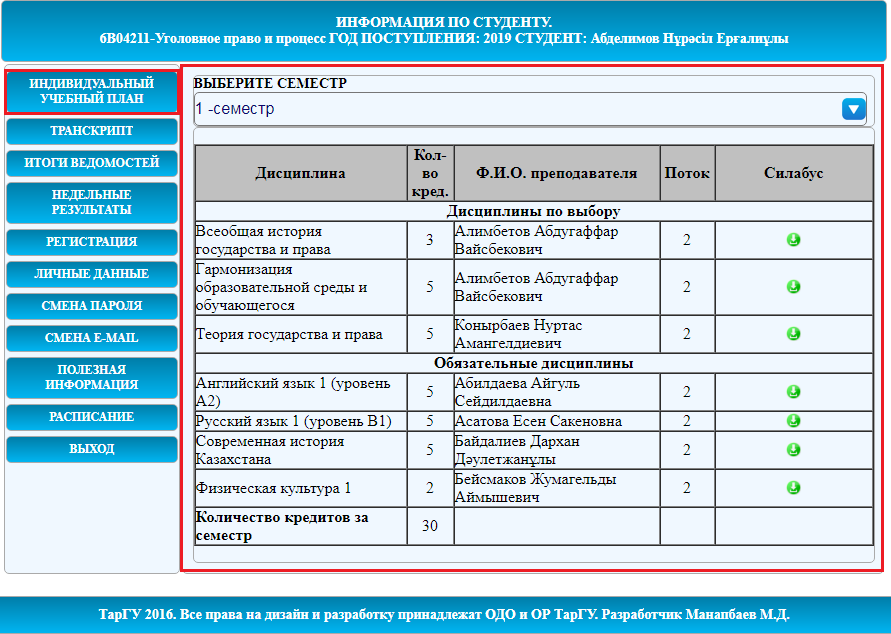 ИНФОРМАЦИЯ ПО СТУДЕНТУ.
6B04211-Уголовное право и процесс ГОД ПОСТУПЛЕНИЯ: 2019 СТУДЕНТ: Абделимов Нұрәсіл Ерғалиұлы
ИНДИВИДУАЛЬНЫЙ
УЧЕБНЫЙ ПЛАН
ТРАНСКРИПТ
ИТОГИ ВЕДОМОСТЕЙ
НЕДЕЛЬНЫЕ
РЕЗУЛЬТАТЫ
РЕГИСТРАЦИЯ
ЛИЧНЫЕ ДАННЫЕ
СМЕНА ПАРОЛЯ
СМЕНА E-MAIL
ПОЛЕЗНАЯ
ИНФОРМАЦИЯ
РАСПИСАНИЕ
ВЫХОД
ВЫБЕРИТЕ СЕМЕСТР
1 -семестр
Дисциплина
Кол-
во
кред.
Ф.И.О. преподавателя
Поток
Силабус
Дисциплины по выбору
Всеобщая история
государства и права
3
Алимбетов Абдугаффар
Вайсбекович
2
Гармонизация
образовательной среды и
обучающегося
5
Алимбетов Абдугаффар
Вайсбекович
2
Теория государства и права
5
Конырбаев Нуртас
Амангелдиевич
2
Обязательные дисциплины
Английский язык 1 (уровень
А2)
5
Абилдаева Айгуль
Сейдилдаевна
2
Русский язык 1 (уровень В1)
5
Асатова Есен Сакеновна
2
Современная история
Казахстана
5
Байдалиев Дархан
Дәулетжанұлы
2
Физическая культура 1
2
Бейсмаков Жумагельды
Аймышевич
2
Количество кредитов за
семестр
30
ТарГУ 2016. Все права на дизайн и разработку принадлежат ОДО и ОР ТарГУ. Разработчик Манапбаев М.Д.